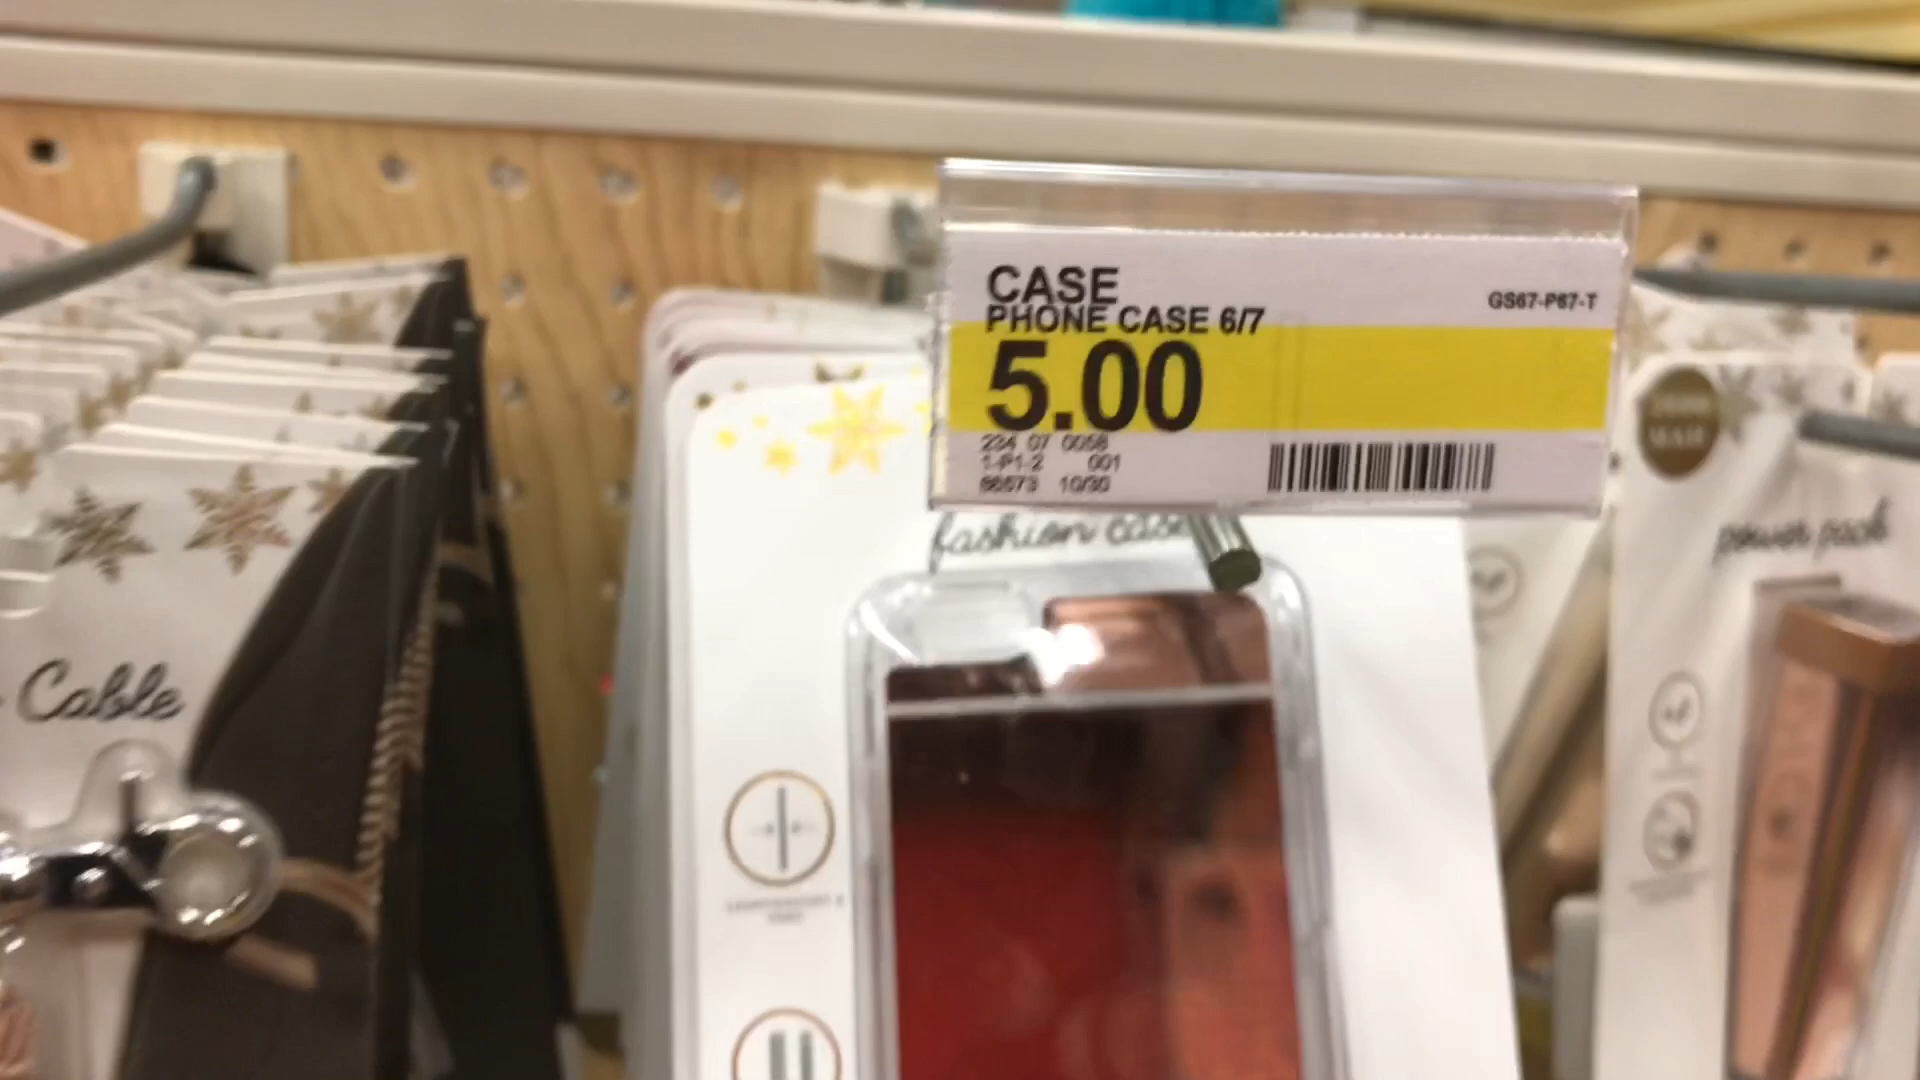 CASE
PHONE CASE 6/7
GS67-P67-T
5.00
234 07 0058
1-P1-2 001
10/30
fashion case
power pack
Cable